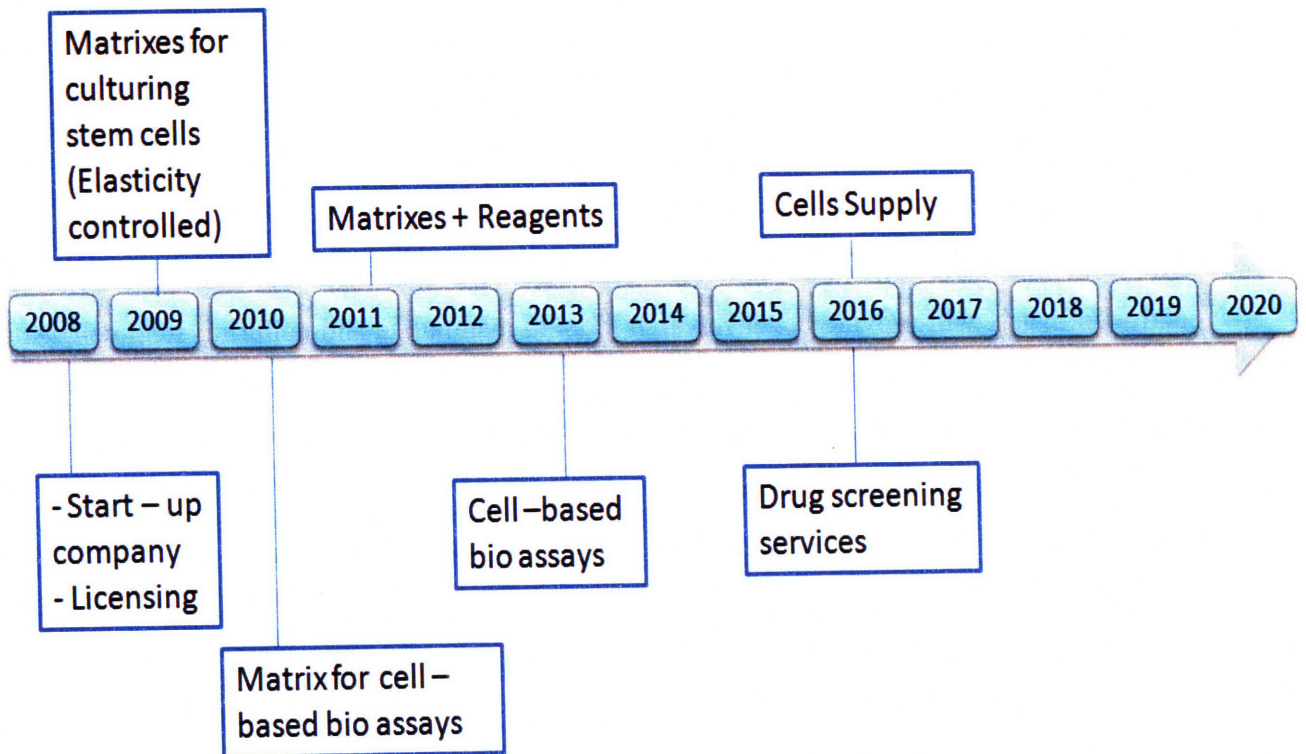 Matrixes for
culturing
stem cells
(Elasticity
controlled)
Matrixes + Reagents
Cells Supply
2008 2009 2010 2011 2012 2013 2014 2015 2016 2017 2018 2019 2020
- Start – up
company
- Licensing
Cell –based
bio assays
Drug screening
services
Matrix for cell –
based bio assays